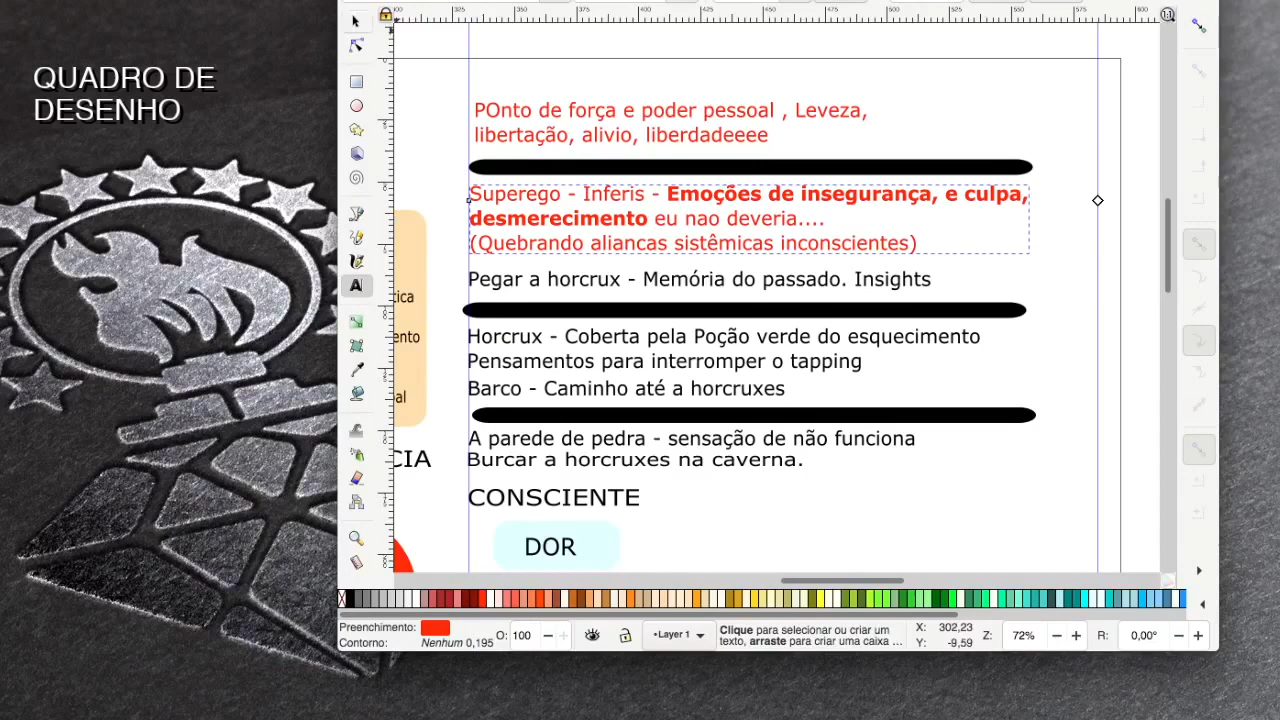 QUADRO DE
DESENHO
POnto de força e poder pessoal , Leveza,
libertação, alivio, liberdadeeee
Superego - Inferis - Emoções de insegurança, e culpa,
desmerecimento eu nao deveria....
(Quebrando aliancas sistêmicas inconscientes)
Pegar a horcrux - Memória do passado. Insights
Horcrux - Coberta pela Poção verde do esquecimento
Pensamentos para interromper o tapping
Barco - Caminho até a horcruxes
A parede de pedra - sensação de não funciona
Burcar a horcruxes na caverna.
CONSCIENTE
DOR
tica
ento
al
CIA
Preenchimento:
Contorno: Nenhum 0,195
O: 100
Layer 1
Clique para selecionar ou criar um
texto, arraste para criar uma caixa ...
X: 302,23
Y: -9,59
Z: 72%
R: 0,00°